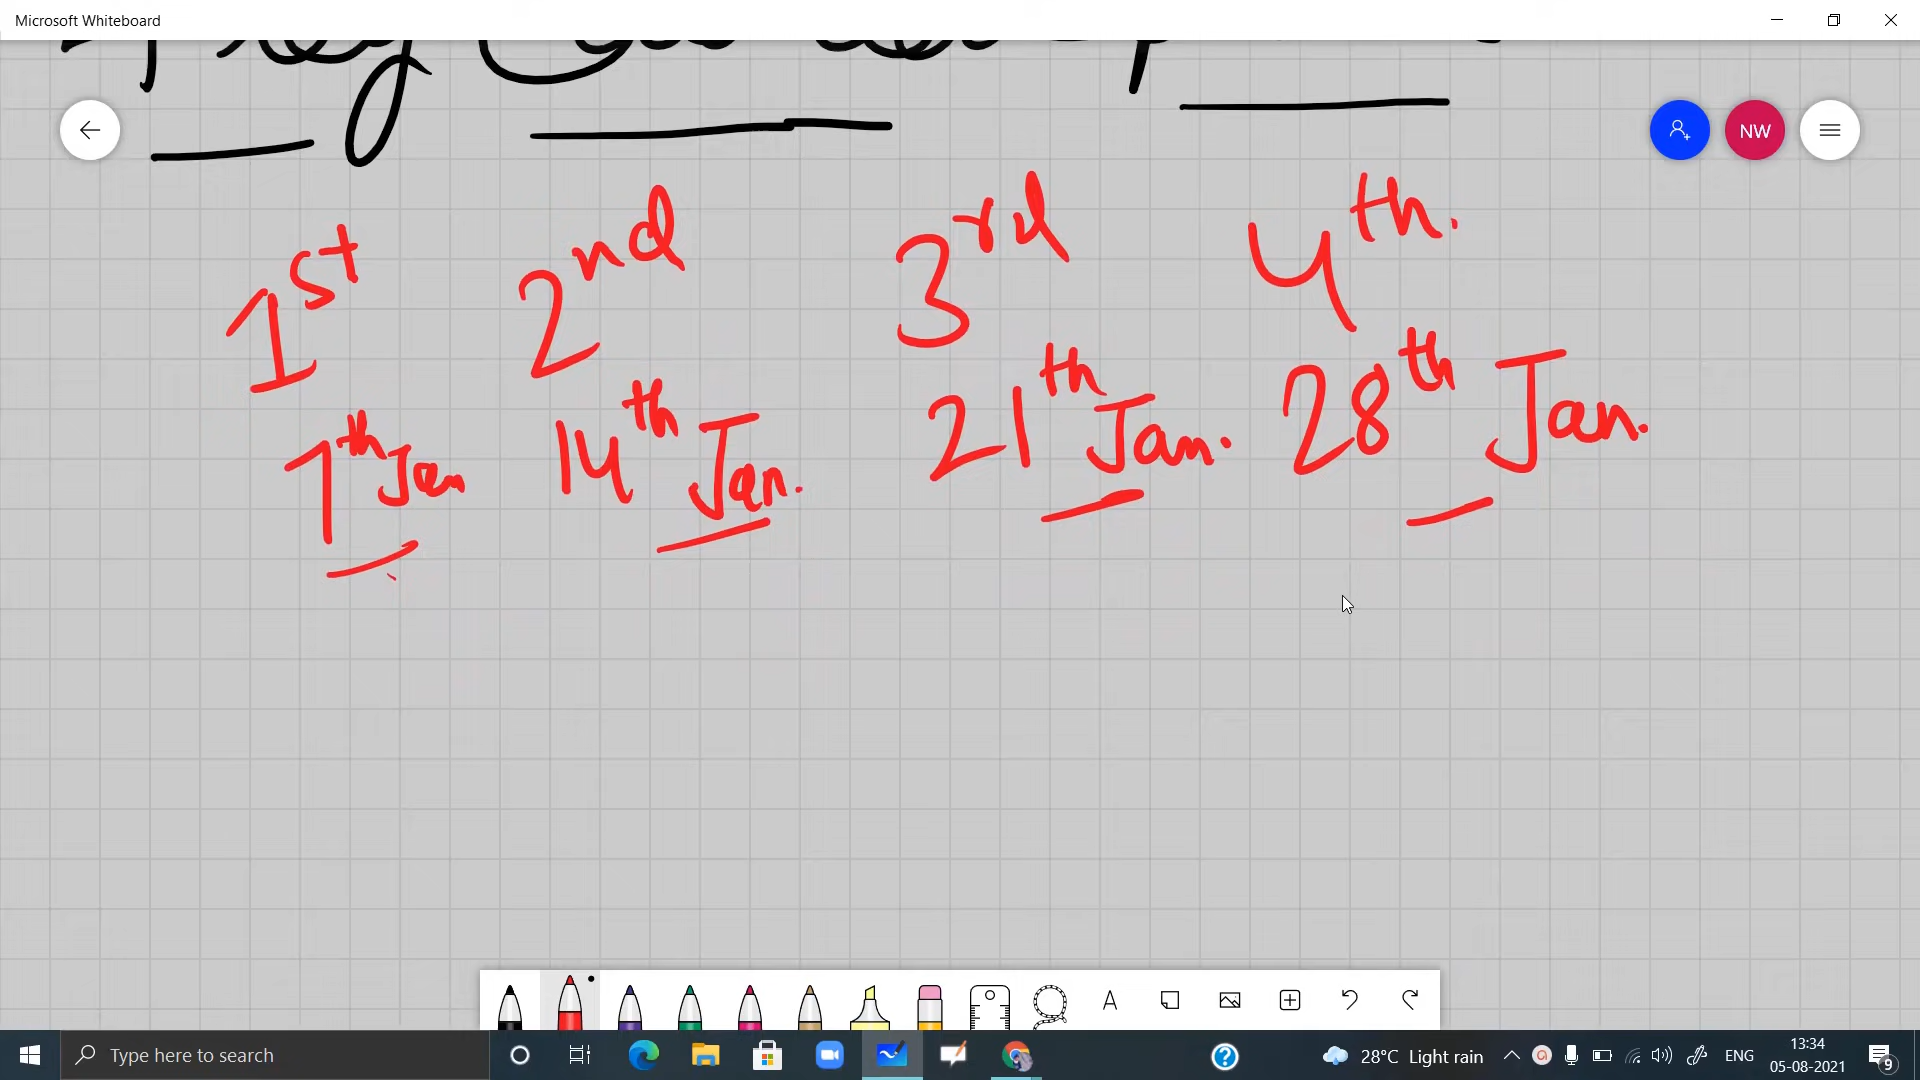 Microsoft Whiteboard
NW
1st 2nd 3rd 4th.
7th Jan 14th Jan. 21th Jan. 28th Jan.
Type here to search
28°C Light rain
ENG
13:34
05-08-2021
9